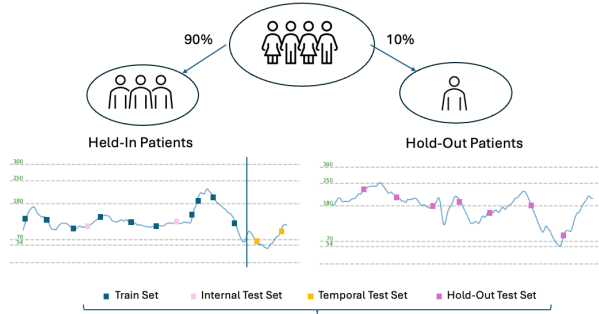 90%
10%
Held-In Patients
Hold-Out Patients
300
250
180
70
54
300
250
180
70
54
Train Set
Internal Test Set
Temporal Test Set
Hold-Out Test Set